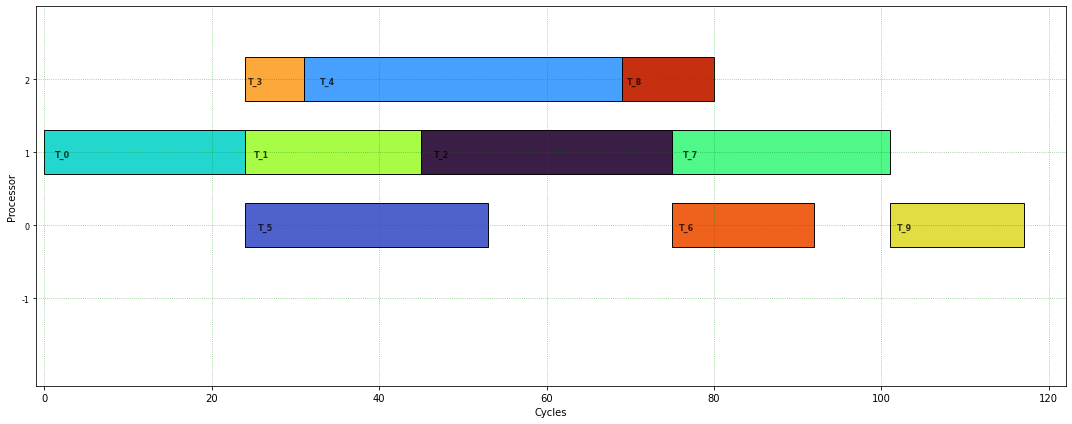 2
T_3
T_4
T_8
1
T_0
T_1
T_2
T_7
Processor
0
T_5
T_6
T_9
-1
0
20
40
60
80
100
120
Cycles